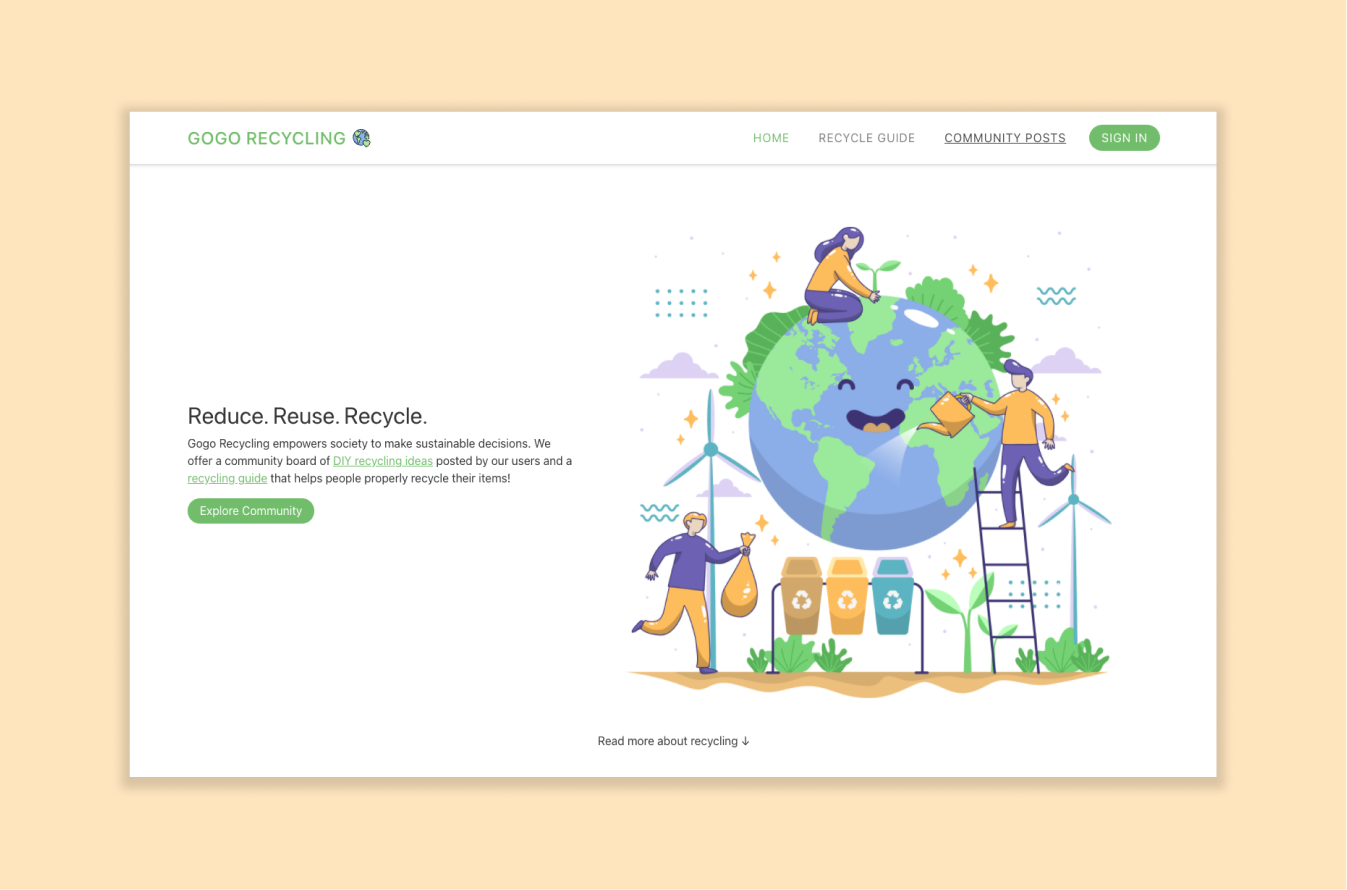 GOGO RECYCLING
HOME
RECYCLE GUIDE
COMMUNITY POSTS
SIGN IN
Reduce. Reuse. Recycle.
Gogo Recycling empowers society to make sustainable decisions. We
offer a community board of DIY recycling ideas posted by our users and a
recycling guide that helps people properly recycle their items!
Explore Community
Read more about recycling ↓